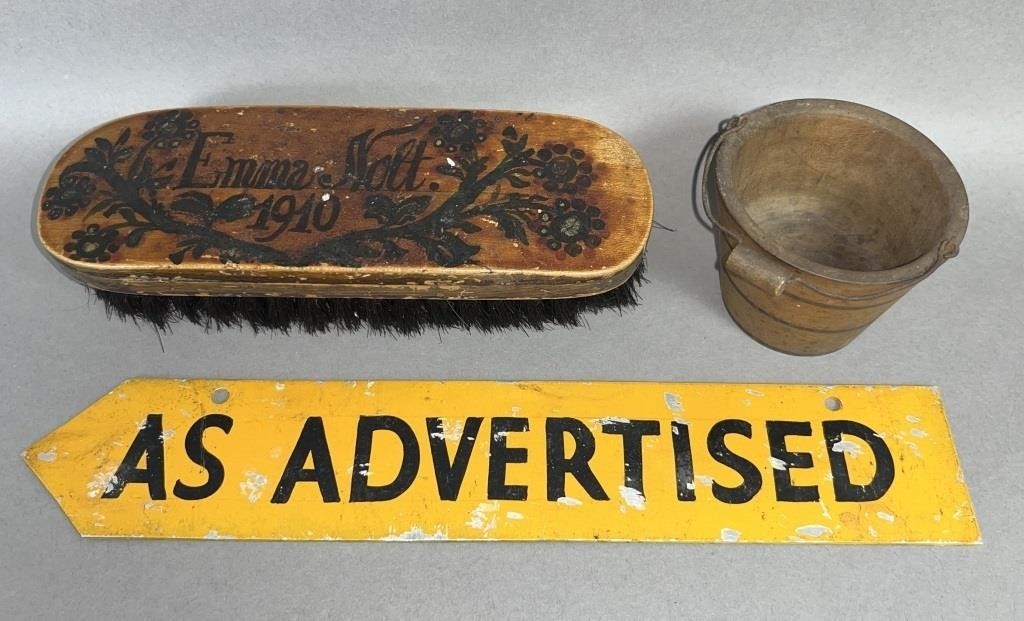 Emma Nolt.
1910
AS ADVERTISED